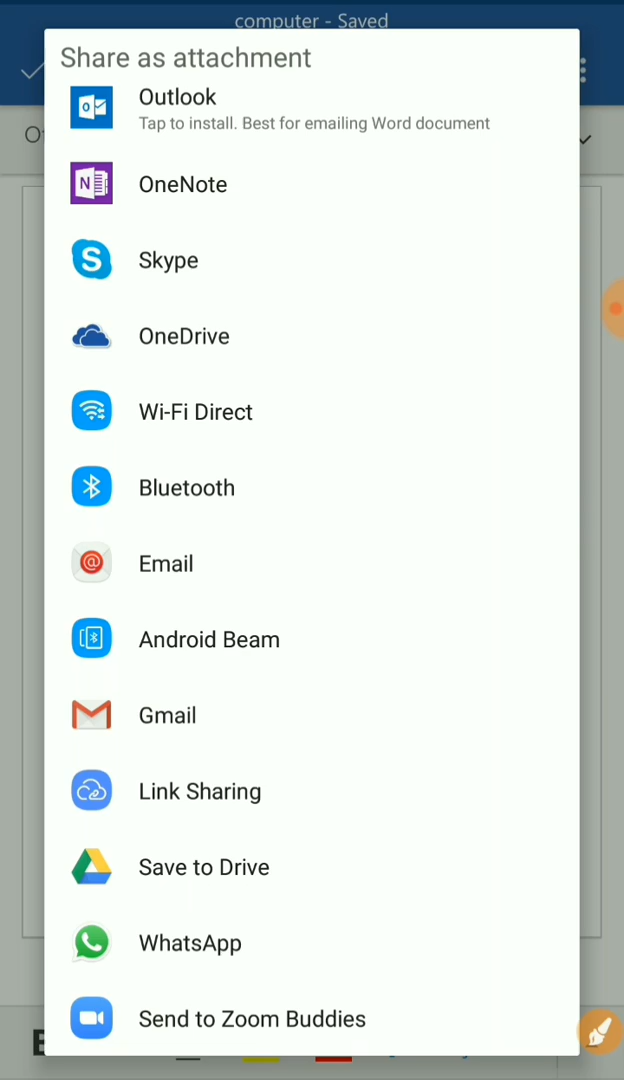 computer - Saved
Share as attachment
Outlook
Tap to install. Best for emailing Word document
OneNote
Skype
OneDrive
Wi-Fi Direct
Bluetooth
Email
Android Beam
Gmail
Link Sharing
Save to Drive
WhatsApp
Send to Zoom Buddies